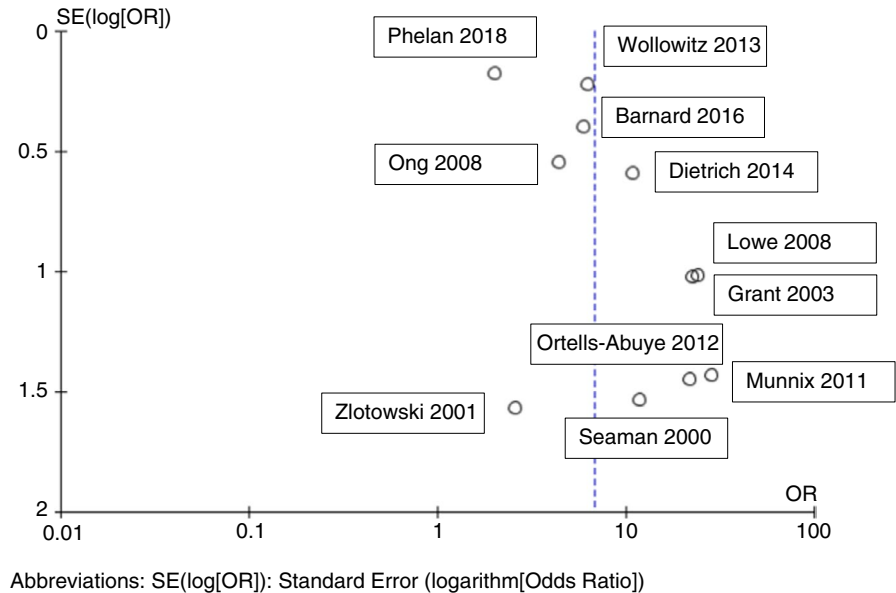 SE(log[OR])
0
Phelan 2018
Wollowitz 2013
Barnard 2016
0.5
Ong 2008
Dietrich 2014
Lowe 2008
1
Grant 2003
Ortells-Abuye 2012
Munnix 2011
1.5
Zlotowski 2001
Seaman 2000
OR
2
0.01
0.1
1
10
100
Abbreviations: SE(log[OR]): Standard Error (logarithm[Odds Ratio])